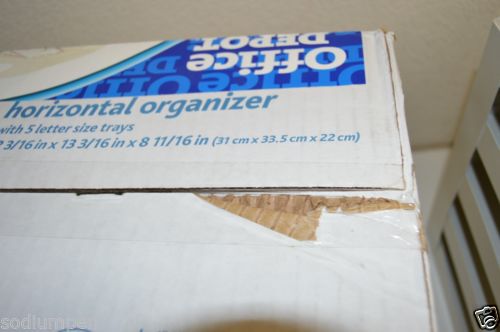 Office
DEPOT
horizontal organizer
with 5 letter size trays
3/16 in x 13 3/16 in x 8 11/16 in (31 cm x 33.5 cm x 22 cm)
sodiumpen